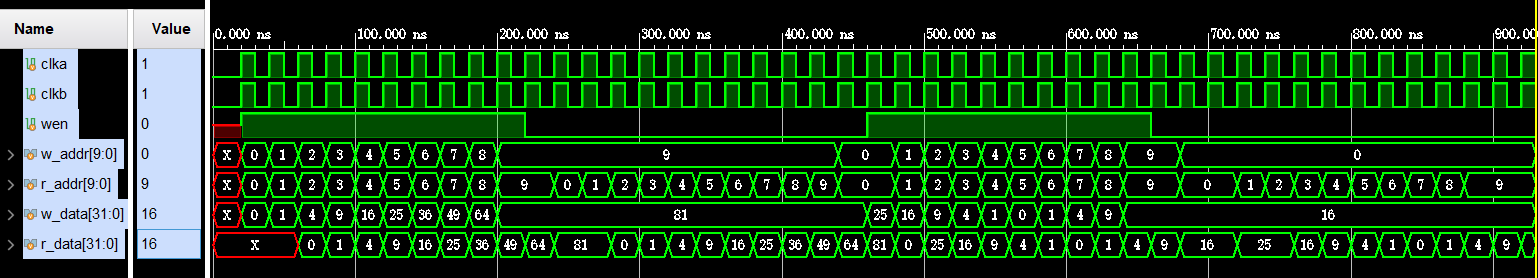 Name Value 0.000 ns 100.000 ns 200.000 ns 300.000 ns 400.000 ns 500.000 ns 600.000 ns 700.000 ns 800.000 ns 900.000
clka 1
clkb 1
wen 0
w_addr[9:0] 0 X 0 1 2 3 4 5 6 7 8 9 0 1 2 3 4 5 6 7 8 9 0
r_addr[9:0] 9 X 0 1 2 3 4 5 6 7 8 9 0 1 2 3 4 5 6 7 8 9 0 1 2 3 4 5 6 7 8 9 0 1 2 3 4 5 6 7 8 9
w_data[31:0] 16 X 0 1 4 9 16 25 36 49 64 81 25 16 9 4 1 0 1 4 9 16
r_data[31:0] 16 X 0 1 4 9 16 25 36 49 64 81 0 1 4 9 16 25 36 49 64 81 0 25 16 9 4 1 0 1 4 9 16 25 16 9 4 1 0 1 4 9